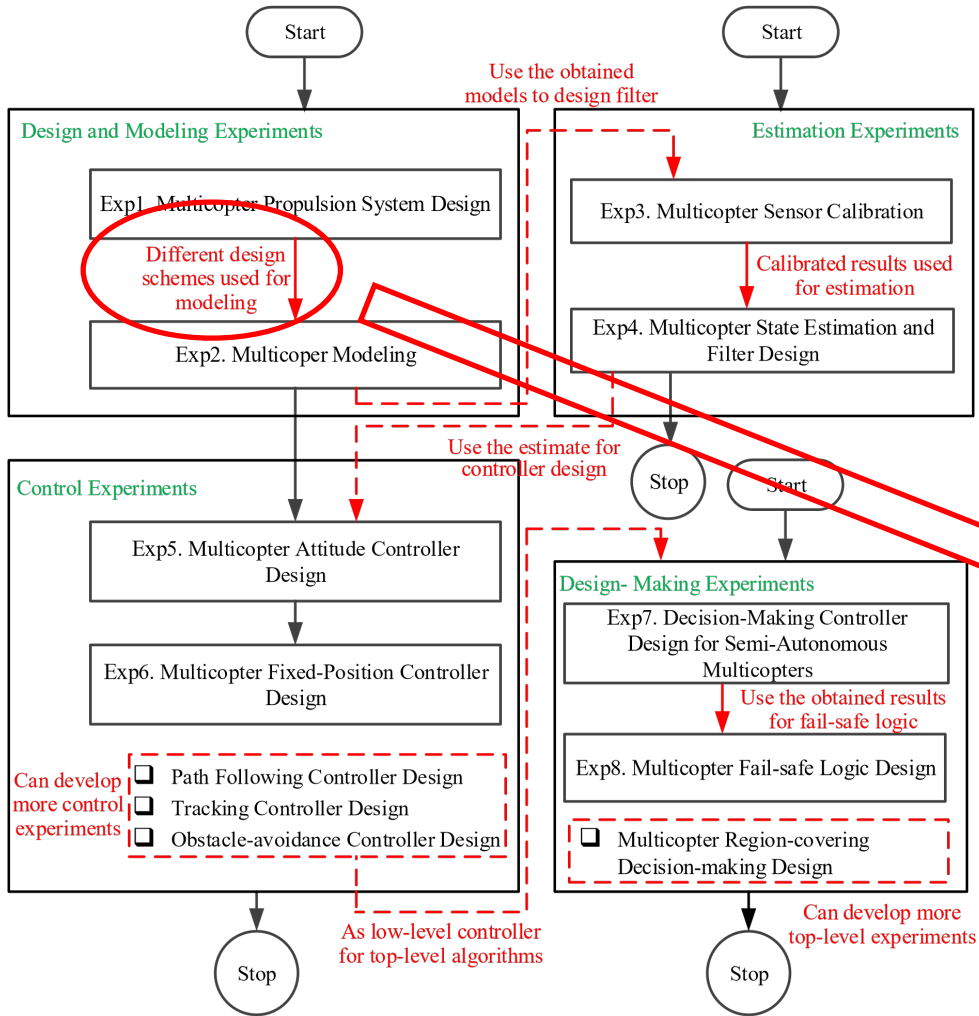 Start
Start
Use the obtained
models to design filter
Design and Modeling Experiments
Estimation Experiments
Exp1. Multicopter Propulsion System Design
Different design
schemes used for
modeling
Exp2. Multicoper Modeling
Exp3. Multicopter Sensor Calibration
Calibrated results used
for estimation
Exp4. Multicopter State Estimation and
Filter Design
Use the estimate for
controller design
Stop
Start
Control Experiments
Exp5. Multicopter Attitude Controller
Design
Exp6. Multicopter Fixed-Position Controller
Design
Can develop
more control
experiments
Path Following Controller Design
Tracking Controller Design
Obstacle-avoidance Controller Design
As low-level controller
for top-level algorithms
Stop
Design- Making Experiments
Exp7. Decision-Making Controller
Design for Semi-Autonomous
Multicopters
Use the obtained results
for fail-safe logic
Exp8. Multicopter Fail-safe Logic Design
Multicopter Region-covering
Decision-making Design
Can develop more
top-level experiments
Stop